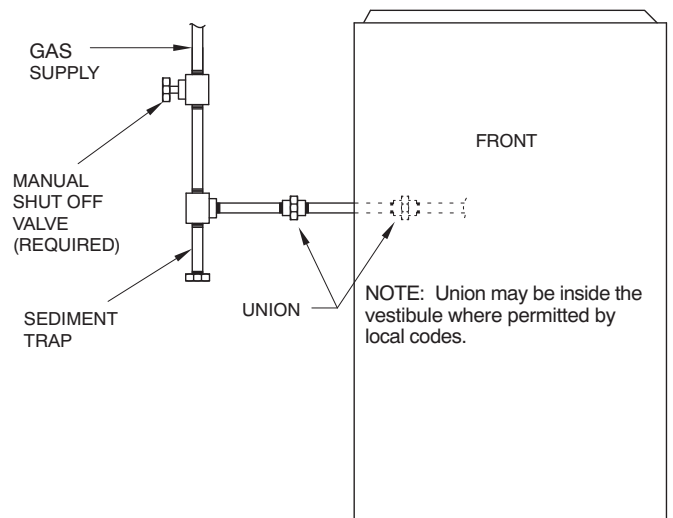 GAS
SUPPLY
MANUAL
SHUT OFF
VALVE
(REQUIRED)
SEDIMENT
TRAP
UNION
FRONT
NOTE: Union may be inside the
vestibule where permitted by
local codes.